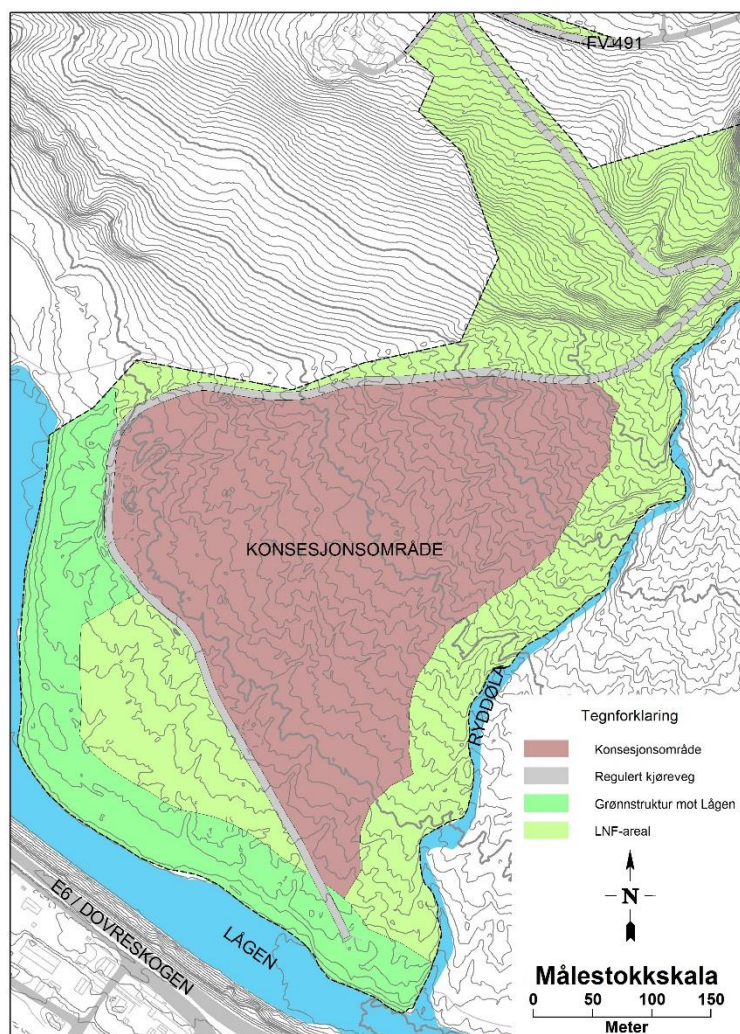 FV 491
KONSESJONSOMRÅDE
RYDDØLA
E6 / DOVRESKOGEN
LÅGEN
Tegnforklaring
Konsesjonsområde
Regulert kjøreveg
Grønnstruktur mot Lågen
LNF-areal
N
Målestokkskala
0 50 100 150
Meter